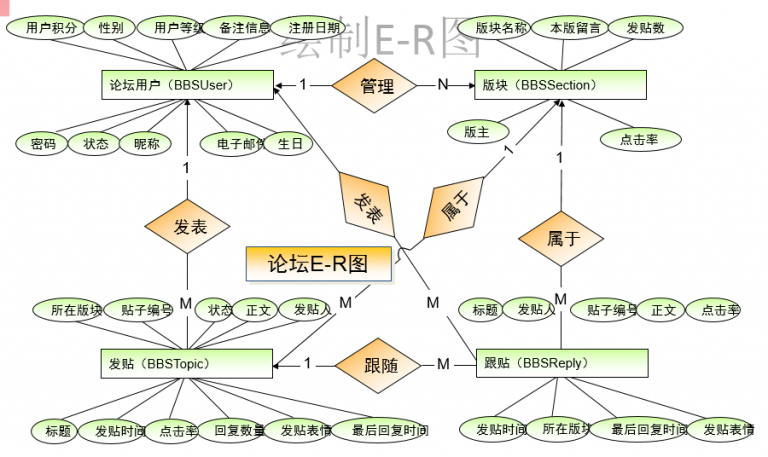 绘制E-R图
用户积分
性别
用户等级
备注信息
注册日期
版块名称
本版留言
发贴数
论坛用户（BBSUser）
1
管理
N
版块（BBSSection）
密码
状态
昵称
电子邮件
生日
版主
点击率
1
1
1
发表
发表
属于
属于
论坛E-R图
M
M
M
M
所在版块
贴子编号
状态
正文
发贴人
标题
发贴人
贴子编号
正文
点击率
发贴（BBSTopic）
1
跟随
M
跟贴（BBSReply）
标题
发贴时间
点击率
回复数量
发贴表情
最后回复时间
发贴时间
所在版块
最后回复时间
发贴表情